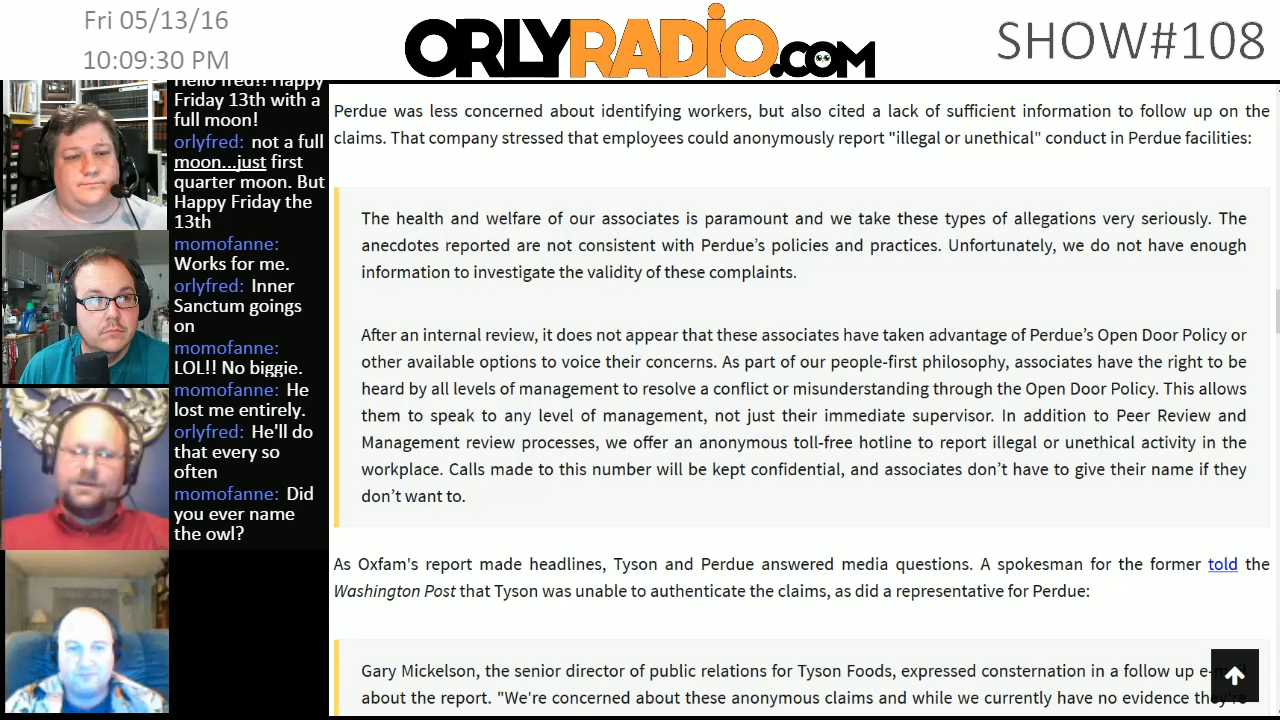 Fri 05/13/16
10:09:30 PM
ORLYRADIO.COM
SHOW#108
Hello fred!! Happy
Friday 13th with a
full moon!
orlyfred: not a full
moon...just first
quarter moon. But
Happy Friday the
13th
momofanne:
Works for me.
orlyfred: Inner
Sanctum goings
on
momofanne:
LOL!! No biggie.
momofanne: He
lost me entirely.
orlyfred: He'll do
that every so
often
momofanne: Did
you ever name
the owl?
Perdue was less concerned about identifying workers, but also cited a lack of sufficient information to follow up on the
claims. That company stressed that employees could anonymously report "illegal or unethical" conduct in Perdue facilities:
The health and welfare of our associates is paramount and we take these types of allegations very seriously. The
anecdotes reported are not consistent with Perdue’s policies and practices. Unfortunately, we do not have enough
information to investigate the validity of these complaints.
After an internal review, it does not appear that these associates have taken advantage of Perdue’s Open Door Policy or
other available options to voice their concerns. As part of our people-first philosophy, associates have the right to be
heard by all levels of management to resolve a conflict or misunderstanding through the Open Door Policy. This allows
them to speak to any level of management, not just their immediate supervisor. In addition to Peer Review and
Management review processes, we offer an anonymous toll-free hotline to report illegal or unethical activity in the
workplace. Calls made to this number will be kept confidential, and associates don’t have to give their name if they
don’t want to.
As Oxfam's report made headlines, Tyson and Perdue answered media questions. A spokesman for the former told the
Washington Post that Tyson was unable to authenticate the claims, as did a representative for Perdue:
Gary Mickelson, the senior director of public relations for Tyson Foods, expressed consternation in a follow up e-mail
about the report. "We're concerned about these anonymous claims and while we currently have no evidence they're